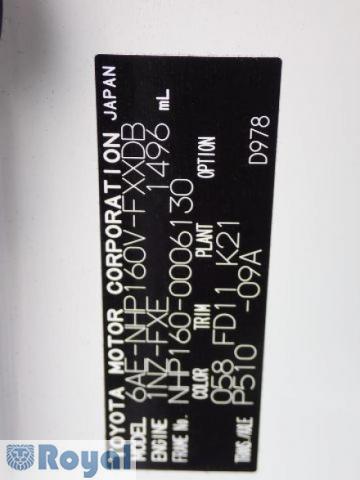 TOYOTA MOTOR CORPORATION JAPAN
MODEL 6AE-NHP160V-FXXDB
ENGINE 1NZ-FXE 1496 mL
FRAME No. NHP160-0006130
COLOR TRIM PLANT OPTION
058 FD11 K21
TRANS./AXLE P510 -09A D978
Royal